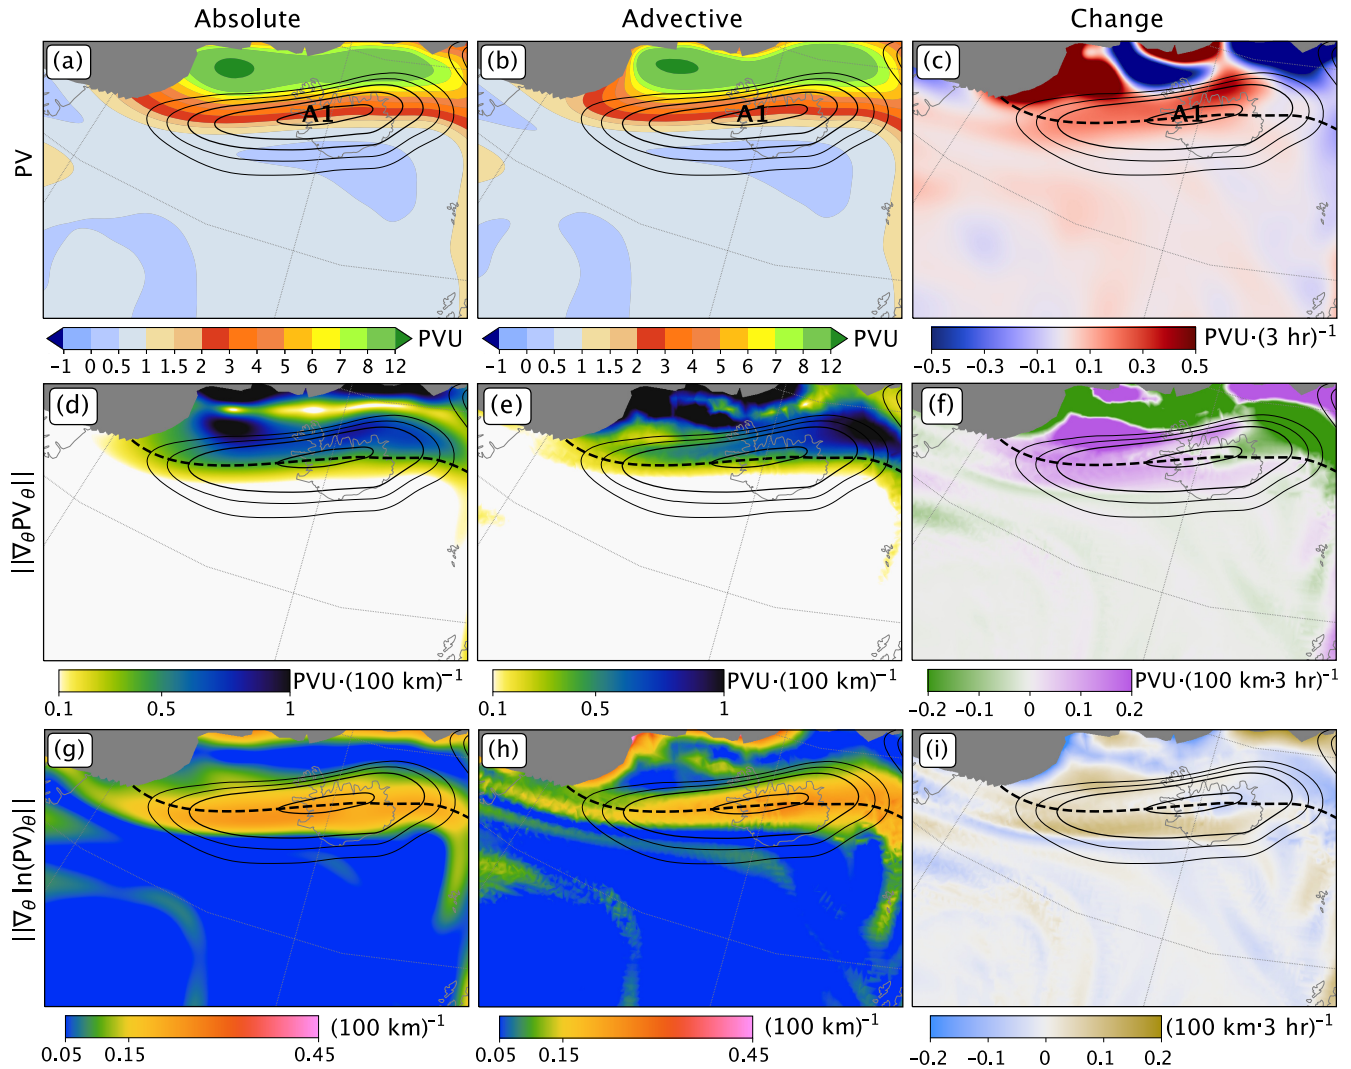 Absolute Advective Change
(a) (b) (c)
PV
A1 A1 A1
−1 0 0.5 1 1.5 2 3 4 5 6 7 8 12 PVU
−1 0 0.5 1 1.5 2 3 4 5 6 7 8 12 PVU
−0.5 −0.3 −0.1 0.1 0.3 0.5 PVU·(3 hr)⁻¹
(d) (e) (f)
||∇θPVθ||
0.1 0.5 1 PVU·(100 km)⁻¹
0.1 0.5 1 PVU·(100 km)⁻¹
−0.2 −0.1 0 0.1 0.2 PVU·(100 km·3 hr)⁻¹
(g) (h) (i)
||∇θ ln(PV)θ||
0.05 0.15 0.45 (100 km)⁻¹
0.05 0.15 0.45 (100 km)⁻¹
−0.2 −0.1 0 0.1 0.2 (100 km·3 hr)⁻¹